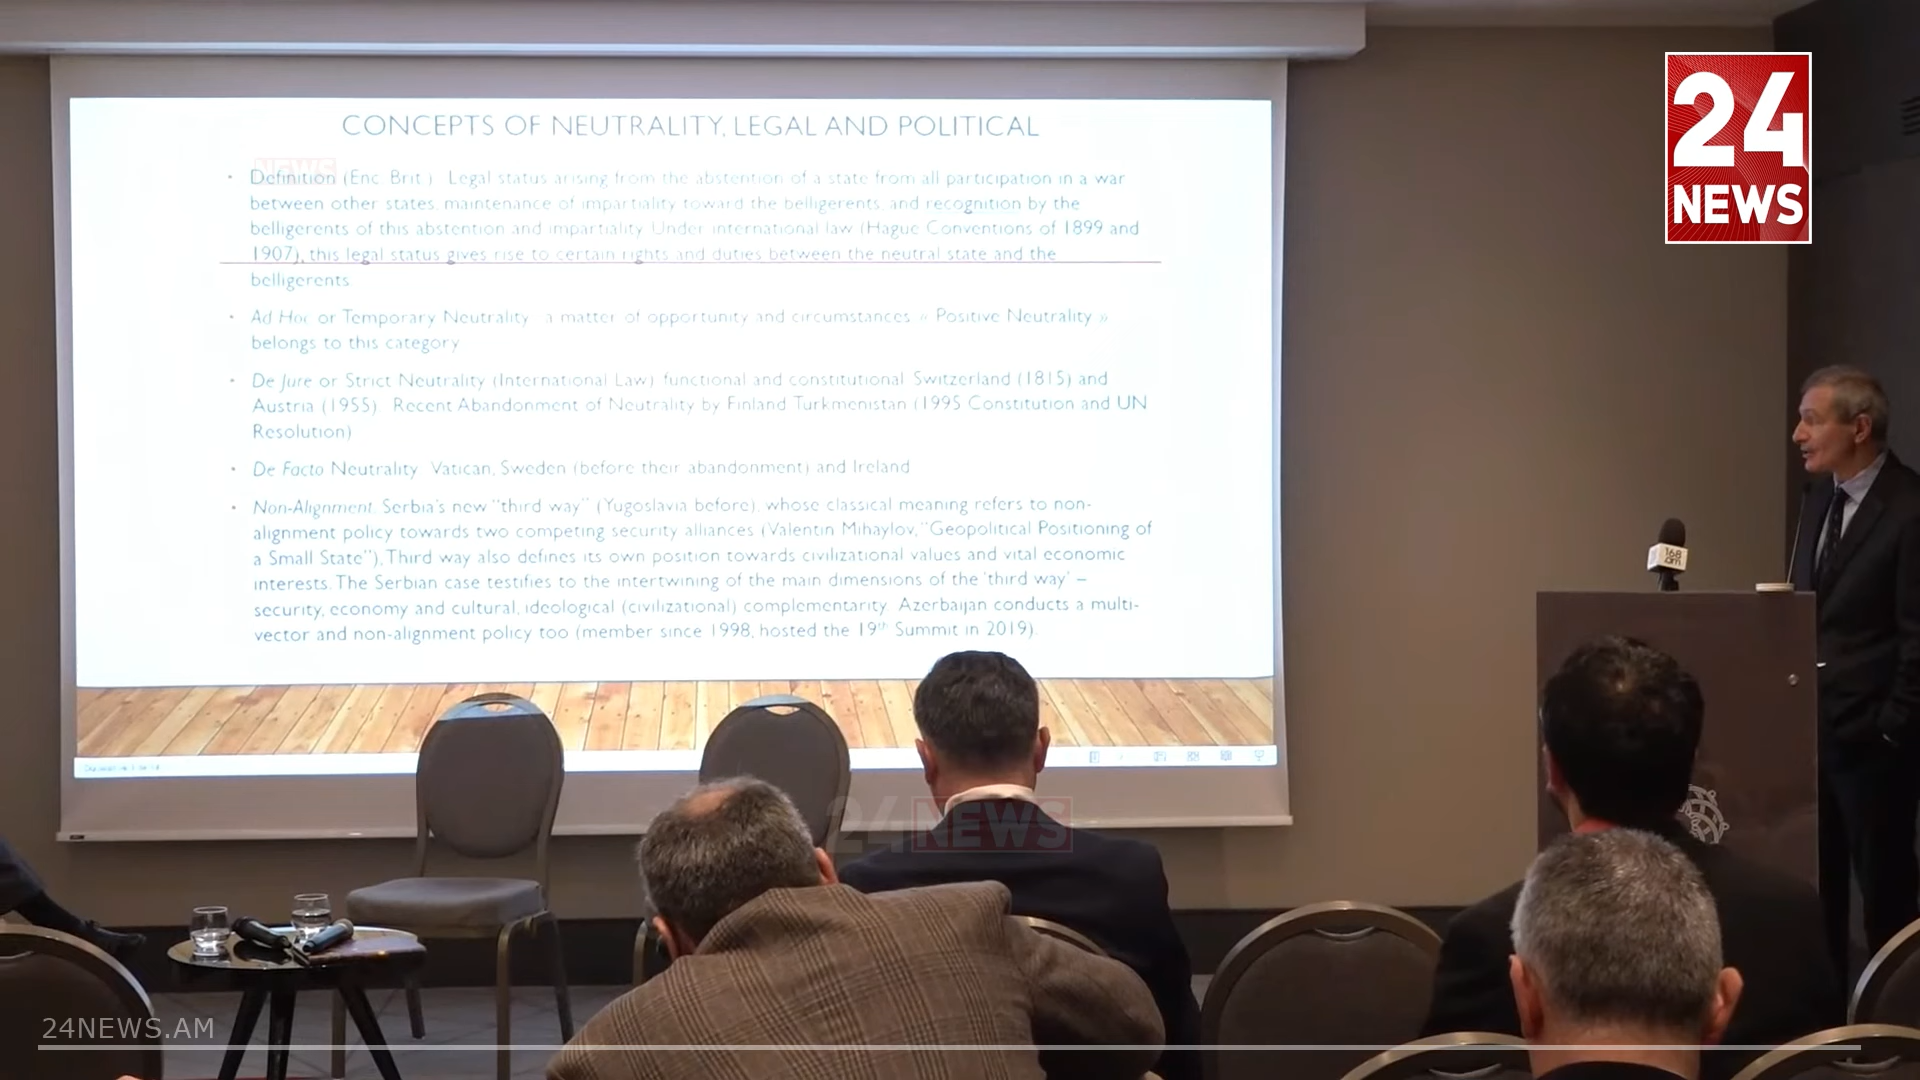 24
NEWS
CONCEPTS OF NEUTRALITY, LEGAL AND POLITICAL
NEWS
• Definition (Enc. Brit.) Legal status arising from the abstention of a state from all participation in a war
between other states, maintenance of impartiality toward the belligerents, and recognition by the
belligerents of this abstention and impartiality. Under international law (Hague Conventions of 1899 and
1907), this legal status gives rise to certain rights and duties between the neutral state and the
belligerents
• Ad Hoc or Temporary Neutrality a matter of opportunity and circumstances « Positive Neutrality »
belongs to this category
• De Jure or Strict Neutrality (International Law) functional and constitutional Switzerland (1815) and
Austria (1955) Recent Abandonment of Neutrality by Finland Turkmenistan (1995 Constitution and UN
Resolution)
• De Facto Neutrality Vatican, Sweden (before their abandonment) and Ireland
• Non-Alignment. Serbia's new "third way" (Yugoslavia before), whose classical meaning refers to non-
alignment policy towards two competing security alliances (Valentin Mihaylov, "Geopolitical Positioning of
a Small State"). Third way also defines its own position towards civilizational values and vital economic
interests. The Serbian case testifies to the intertwining of the main dimensions of the 'third way' –
security, economy and cultural, ideological (civilizational) complementarity. Azerbaijan conducts a multi-
vector and non-alignment policy too (member since 1998, hosted the 19th Summit in 2019).
168
am
24NEWS
24NEWS.AM